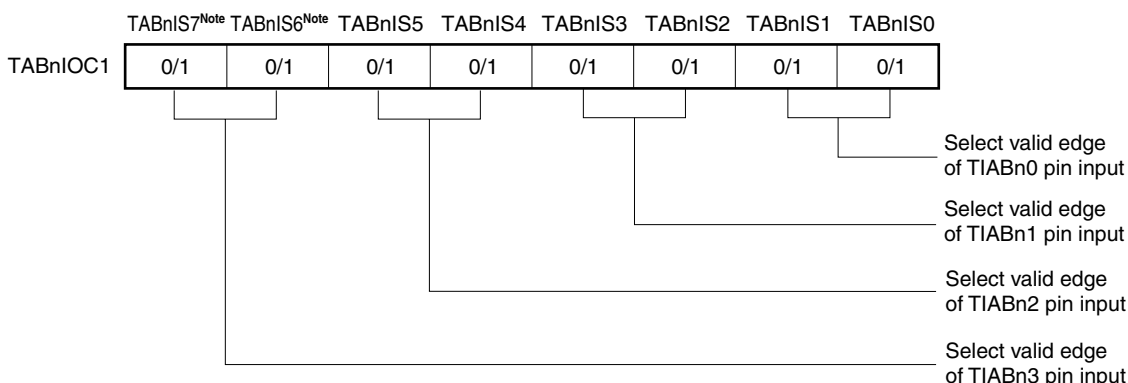 TABnIS7Note TABnIS6Note TABnIS5 TABnIS4 TABnIS3 TABnIS2 TABnIS1 TABnIS0
TABnIOC1 0/1 0/1 0/1 0/1 0/1 0/1 0/1 0/1
Select valid edge
of TIABn0 pin input
Select valid edge
of TIABn1 pin input
Select valid edge
of TIABn2 pin input
Select valid edge
of TIABn3 pin input